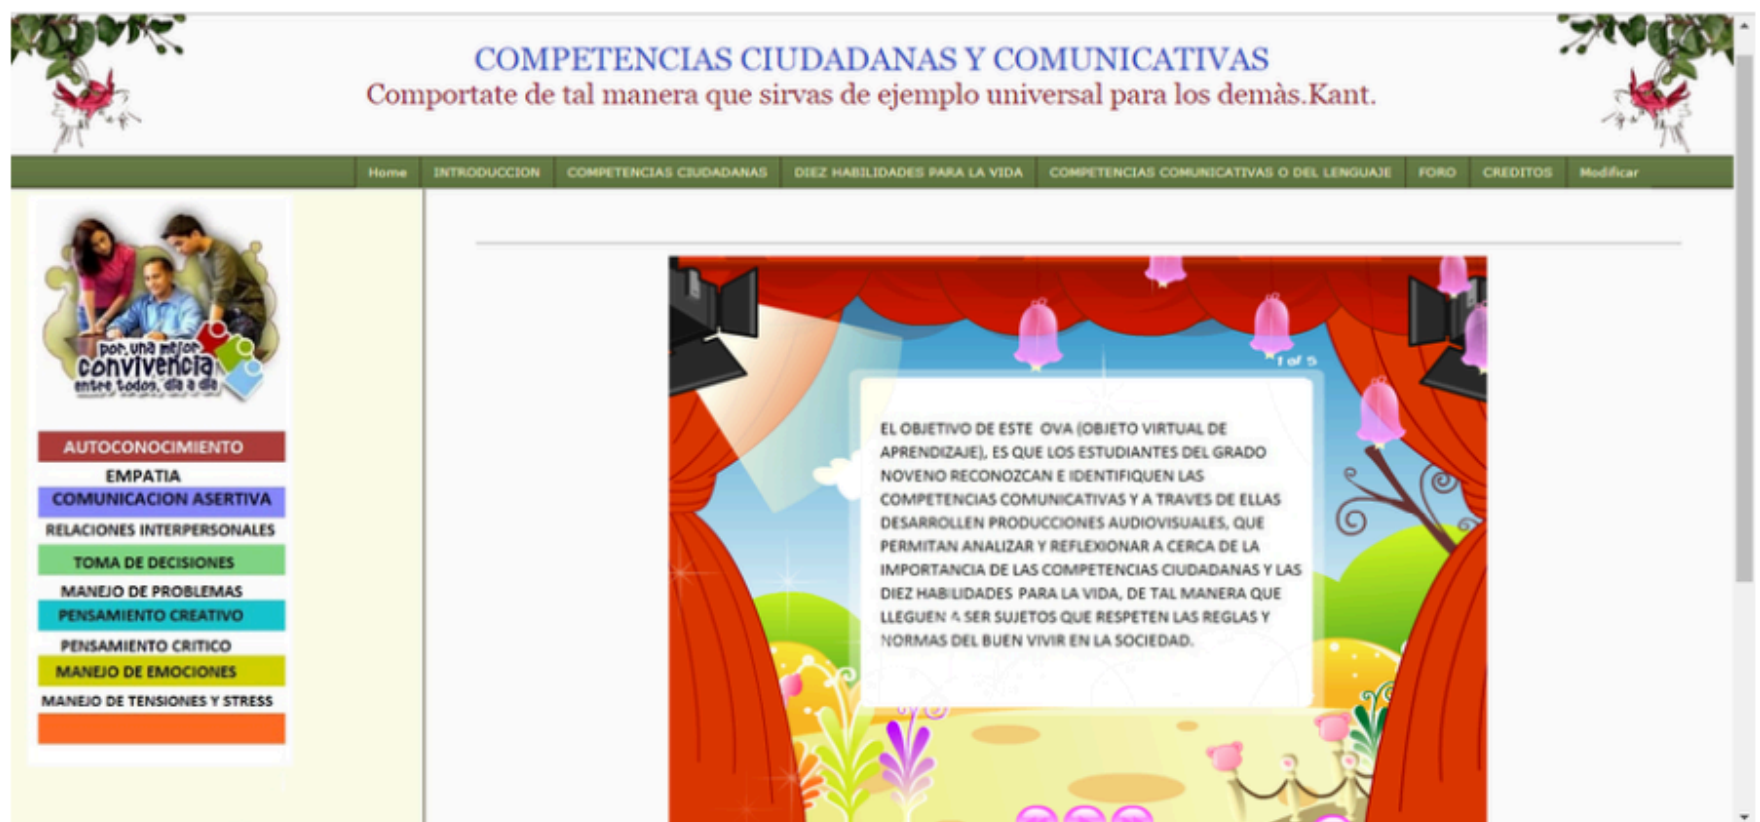 COMPETENCIAS CIUDADANAS Y COMUNICATIVAS
Comportate de tal manera que sirvas de ejemplo universal para los demàs.Kant.
Home INTRODUCCION COMPETENCIAS CIUDADANAS DIEZ HABILIDADES PARA LA VIDA COMPETENCIAS COMUNICATIVAS O DEL LENGUAJE FORO CREDITOS Modificar
por una mejor
convivencia
entre todos, día a día
AUTOCONOCIMIENTO
EMPATIA
COMUNICACION ASERTIVA
RELACIONES INTERPERSONALES
TOMA DE DECISIONES
MANEJO DE PROBLEMAS
PENSAMIENTO CREATIVO
PENSAMIENTO CRITICO
MANEJO DE EMOCIONES
MANEJO DE TENSIONES Y STRESS
1 of 5
EL OBJETIVO DE ESTE OVA (OBJETO VIRTUAL DE
APRENDIZAJE), ES QUE LOS ESTUDIANTES DEL GRADO
NOVENO RECONOZCAN E IDENTIFIQUEN LAS
COMPETENCIAS COMUNICATIVAS Y A TRAVES DE ELLAS
DESARROLLEN PRODUCCIONES AUDIOVISUALES, QUE
PERMITAN ANALIZAR Y REFLEXIONAR A CERCA DE LA
IMPORTANCIA DE LAS COMPETENCIAS CIUDADANAS Y LAS
DIEZ HABILIDADES PARA LA VIDA, DE TAL MANERA QUE
LLEGUEN A SER SUJETOS QUE RESPETEN LAS REGLAS Y
NORMAS DEL BUEN VIVIR EN LA SOCIEDAD.